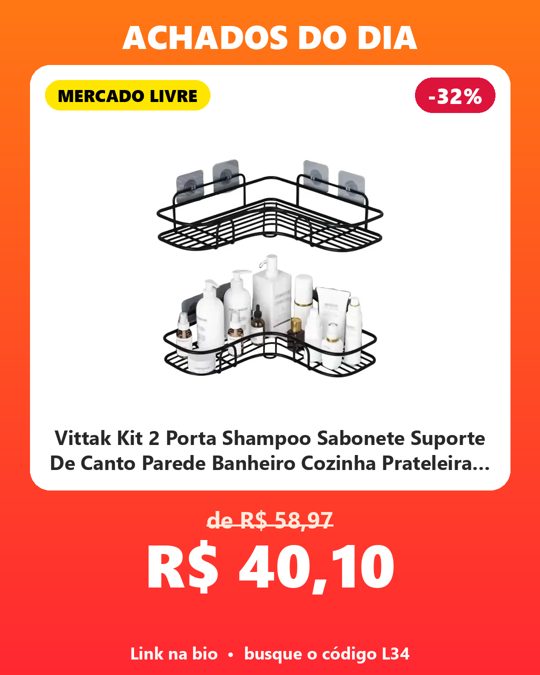 ACHADOS DO DIA
MERCADO LIVRE
-32%
Vittak Kit 2 Porta Shampoo Sabonete Suporte
De Canto Parede Banheiro Cozinha Prateleira...
de R$ 58,97
R$ 40,10
Link na bio • busque o código L34